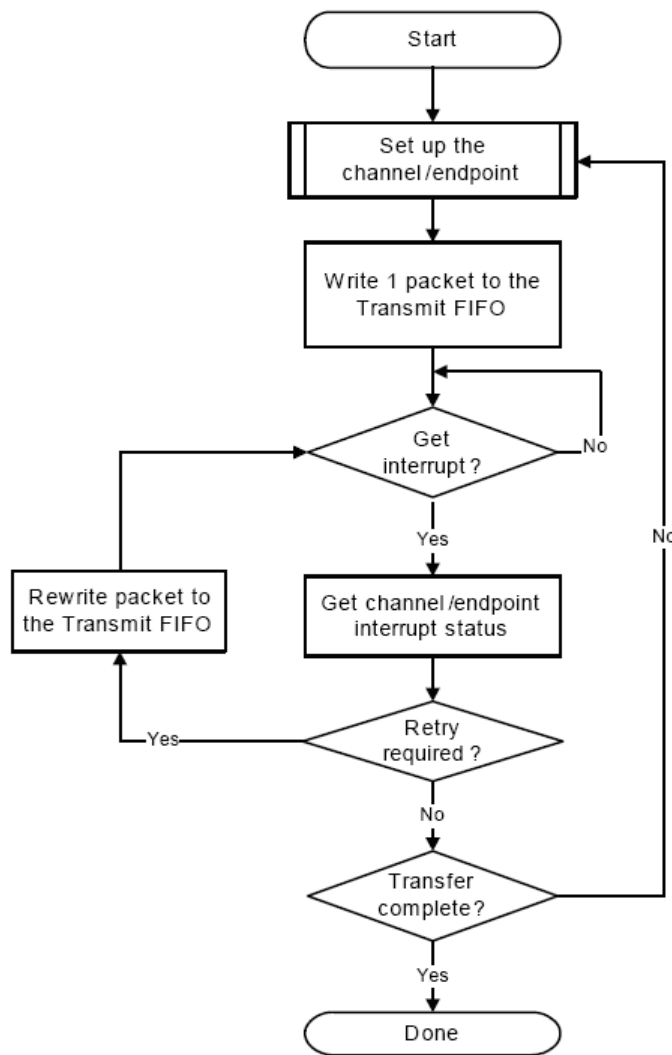 Start
Set up the
channel/endpoint
Write 1 packet to the
Transmit FIFO
Get
interrupt?
No
Yes
Rewrite packet to
the Transmit FIFO
Get channel/endpoint
interrupt status
No
Retry
required?
Yes
No
Transfer
complete?
Yes
Done